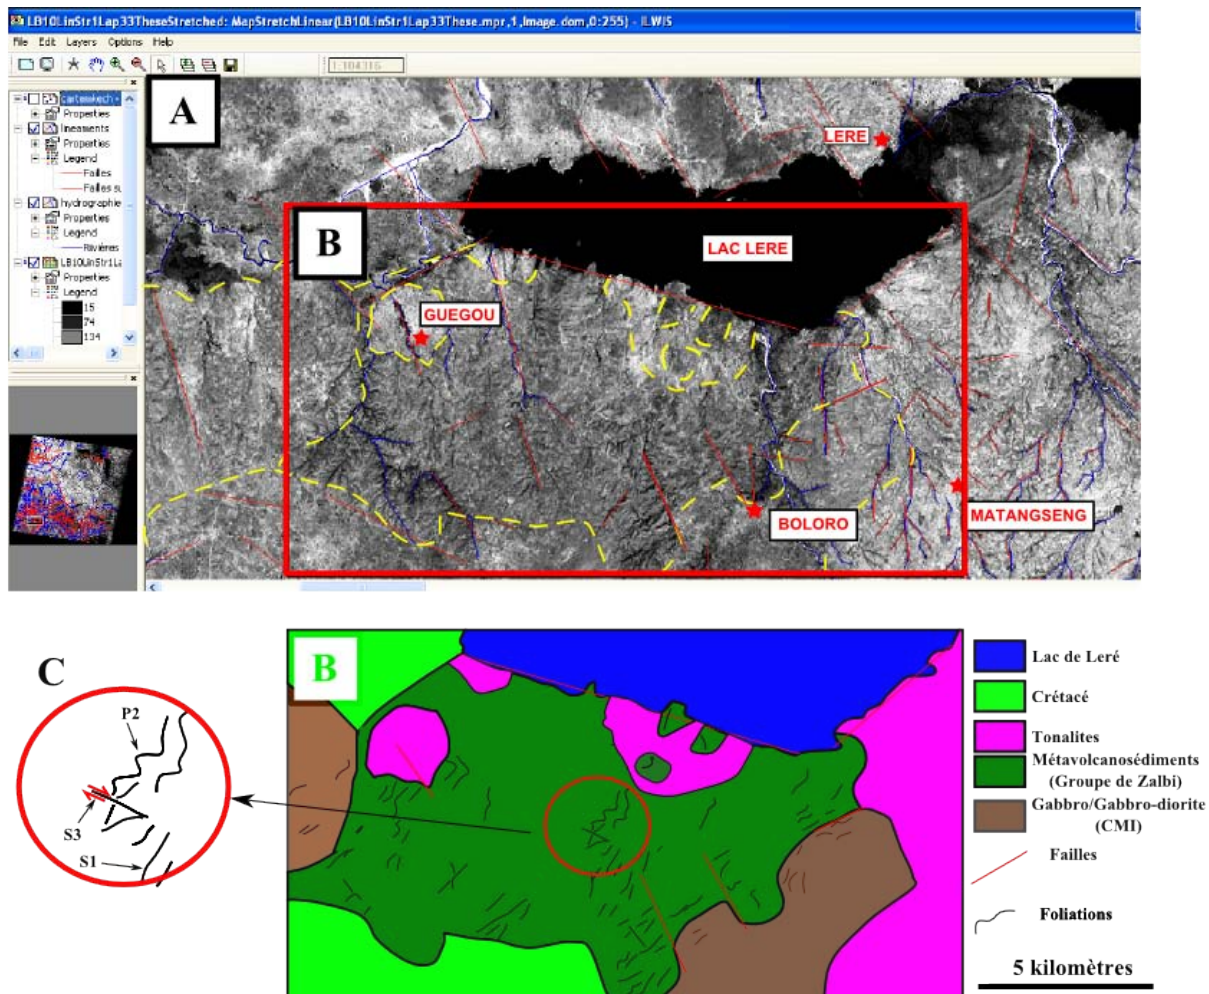 LB10LinStr1Lap33TheseStretched: MapStretchLinear(LB10LinStr1Lap33These.mpr,1,Image.dom,0:255) - ILWIS
File Edit Layers Options Help
1:104316
Properties
lineaments
Properties
Legend
Failles
Failles su
hydrographie
Properties
Legend
Rivières
LB10LinStr1La
Properties
Legend
15
74
134
A
LERE
B
LAC LERE
GUEGOU
BOLORO
MATANGSENG
C
P2
S3
S1
B
Lac de Leré
Crétacé
Tonalites
Métavolcanosédiments
(Groupe de Zalbi)
Gabbro/Gabbro-diorite
(CMI)
Failles
Foliations
5 kilomètres